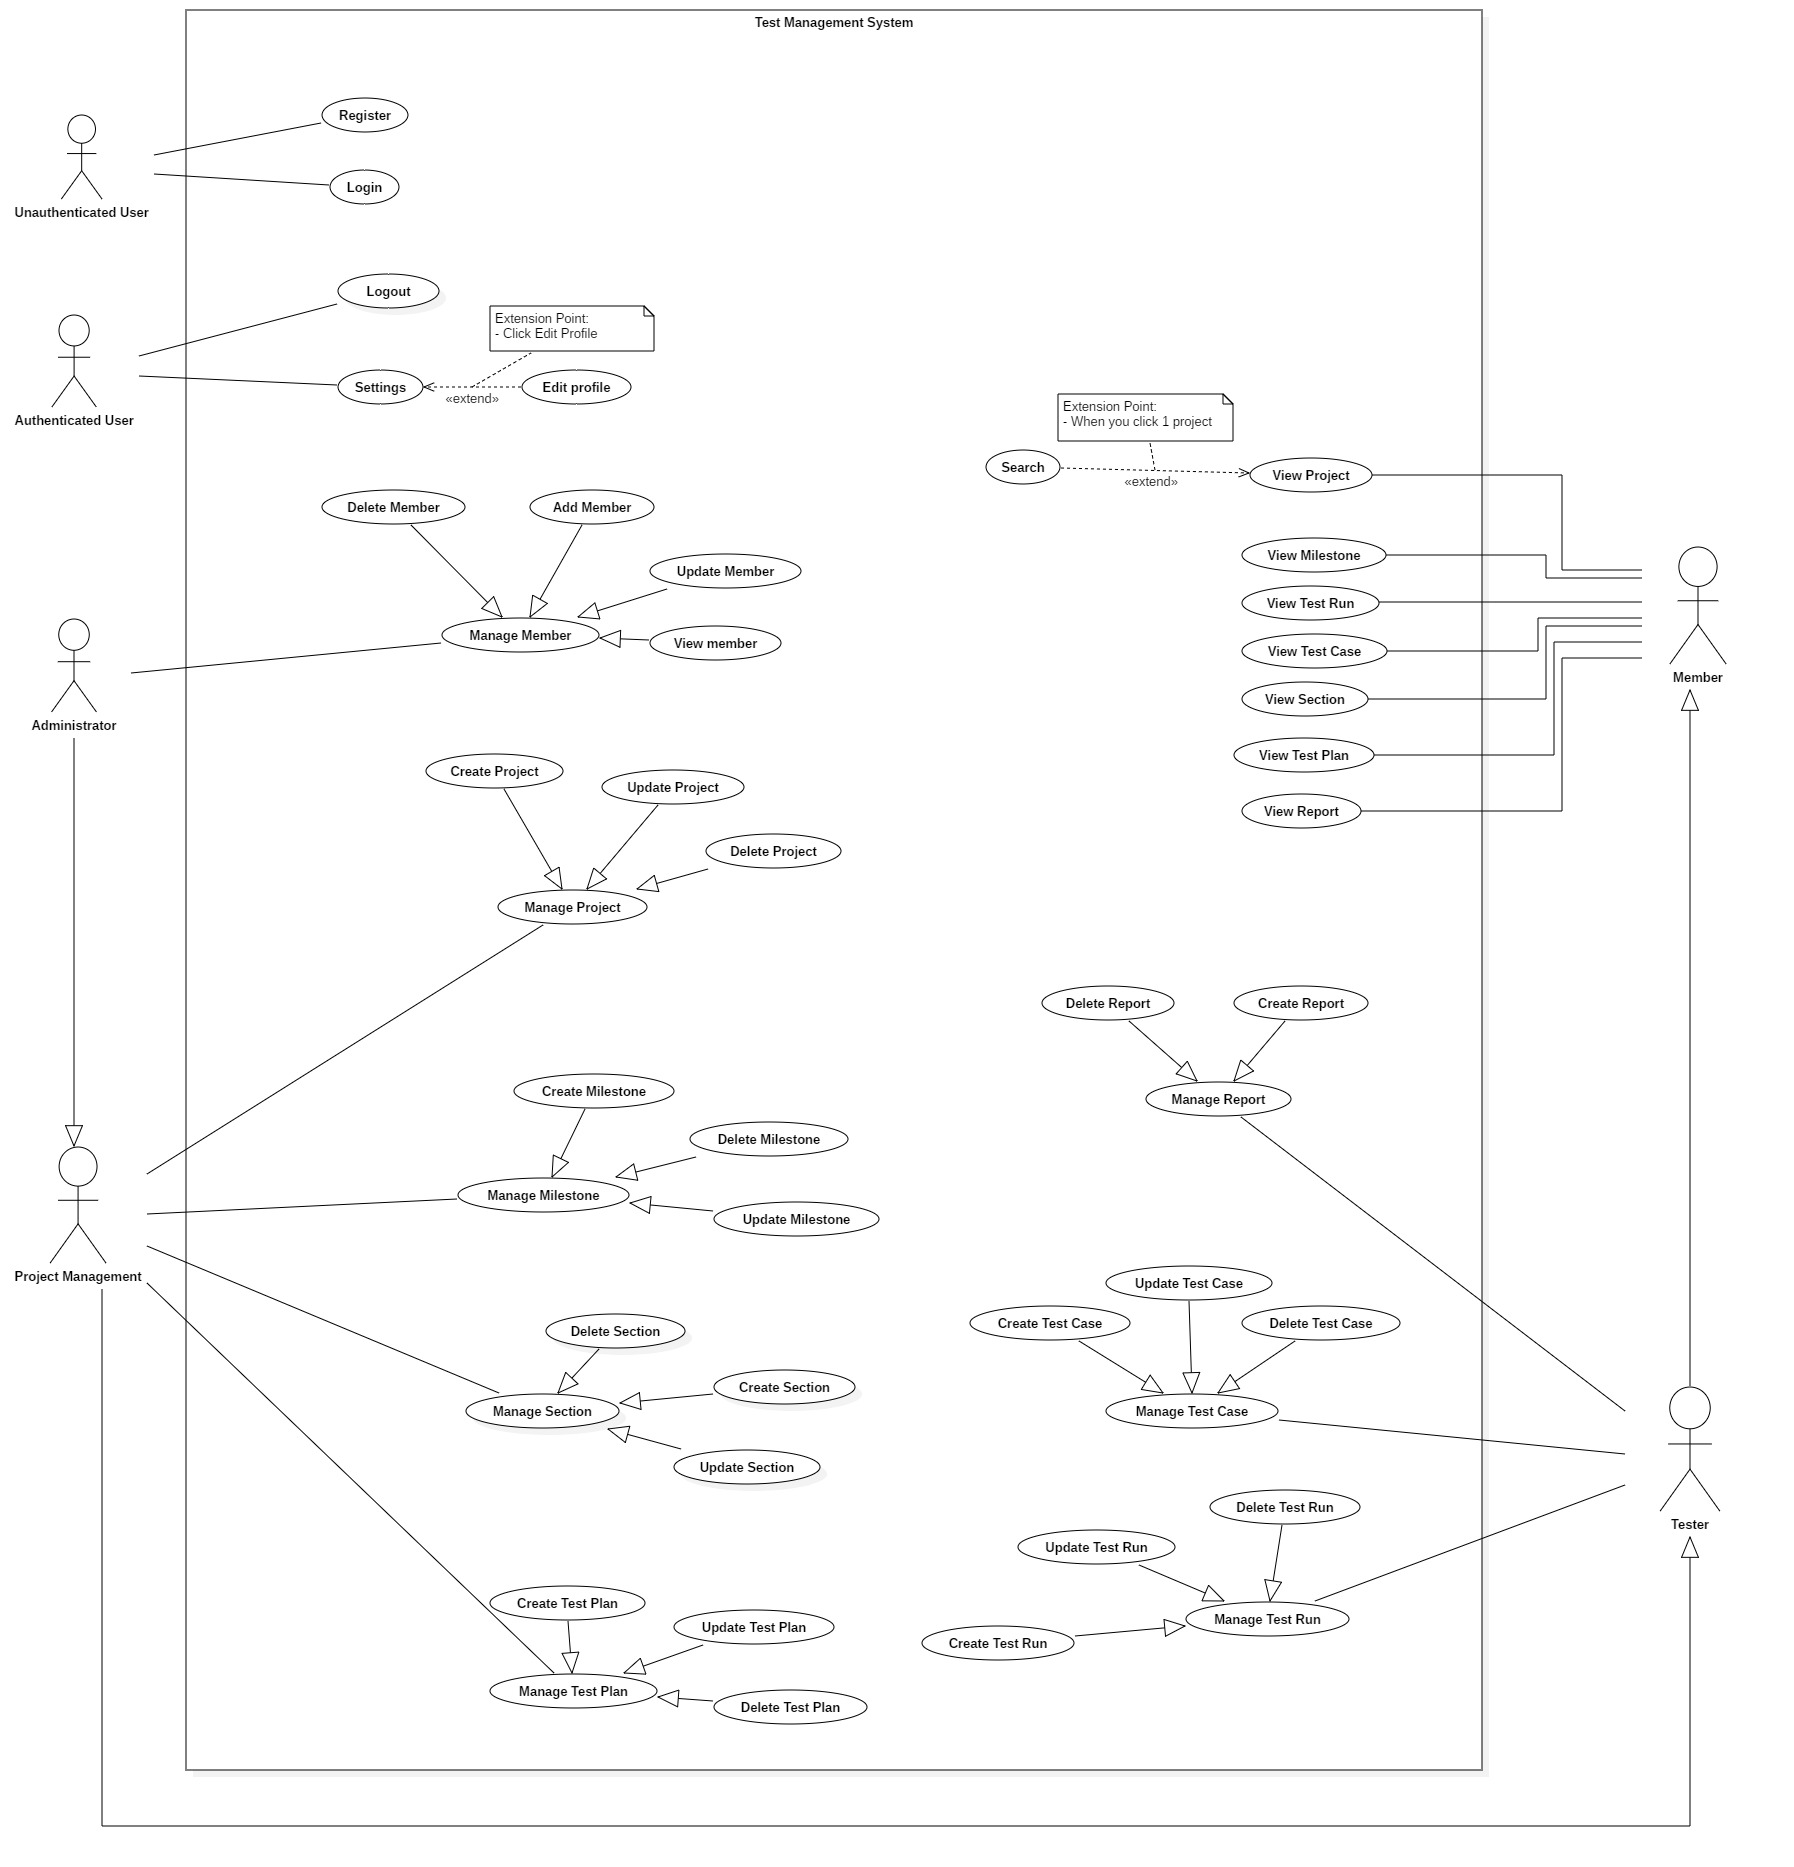 Test Management System
Register
Login
Unauthenticated User
Logout
Extension Point:
- Click Edit Profile
Settings
«extend»
Edit profile
Authenticated User
Extension Point:
- When you click 1 project
Search
«extend»
View Project
Delete Member
Add Member
Update Member
Manage Member
View member
Administrator
View Milestone
View Test Run
View Test Case
View Section
View Test Plan
View Report
Member
Create Project
Update Project
Delete Project
Manage Project
Delete Report
Create Report
Manage Report
Create Milestone
Delete Milestone
Manage Milestone
Update Milestone
Project Management
Delete Section
Create Section
Manage Section
Update Section
Update Test Case
Create Test Case
Delete Test Case
Manage Test Case
Tester
Delete Test Run
Update Test Run
Manage Test Run
Create Test Run
Create Test Plan
Update Test Plan
Manage Test Plan
Delete Test Plan